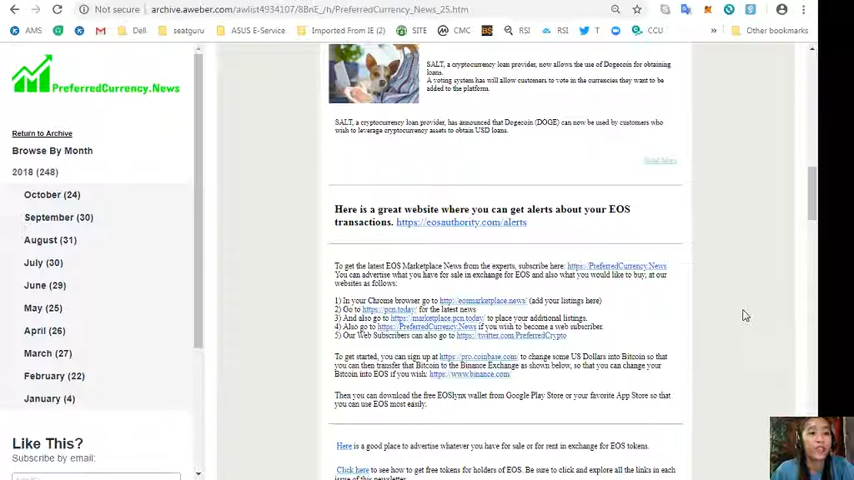 Not secure | archive.aweber.com/awlist4934107/8BnE_/h/PreferredCurrency_News_25.htm
AMS
Dell
seatguru
ASUS E-Service
Imported From IE (2)
SITE
CMC
RSI
RSI
T
CCU
»
Other bookmarks
PreferredCurrency.News
Return to Archive
Browse By Month
2018 (248)
October (24)
September (30)
August (31)
July (30)
June (29)
May (25)
April (26)
March (27)
February (22)
January (4)
Like This?
Subscribe by email:
SALT, a cryptocurrency loan provider, now allows the use of Dogecoin for obtaining
loans.
A voting system has will allow customers to vote in the currencies they want to be
added to the platform.
SALT, a cryptocurrency loan provider, has announced that Dogecoin (DOGE) can now be used by customers who
wish to leverage cryptocurrency assets to obtain USD loans.
Read More
Here is a great website where you can get alerts about your EOS
transactions. https://eosauthority.com/alerts
To get the latest EOS Marketplace News from the experts, subscribe here: https://PreferredCurrency.News
You can advertise what you have for sale in exchange for EOS and also what you would like to buy, at our
websites as follows:
1) In your Chrome browser go to http://eosmarketplace.news/ (add your listings here)
2) Go to https://pcn.today/ for the latest news
3) And also go to https://marketplace.pcn.today/ to place your additional listings.
4) Also go to https://PreferredCurrency.News if you wish to become a web subscriber.
5) Our Web Subscribers can also go to https://twitter.com/PreferredCrypto
To get started, you can sign up at https://pro.coinbase.com/ to change some US Dollars into Bitcoin so that
you can then transfer that Bitcoin to the Binance Exchange as shown below, so that you can change your
Bitcoin into EOS if you wish: https://www.binance.com/
Then you can download the free EOSlynx wallet from Google Play Store or your favorite App Store so that
you can use EOS most easily.
Here is a good place to advertise whatever you have for sale or for rent in exchange for EOS tokens.
Click here to see how to get free tokens for holders of EOS. Be sure to click and explore all the links in each
issue of this newsletter.